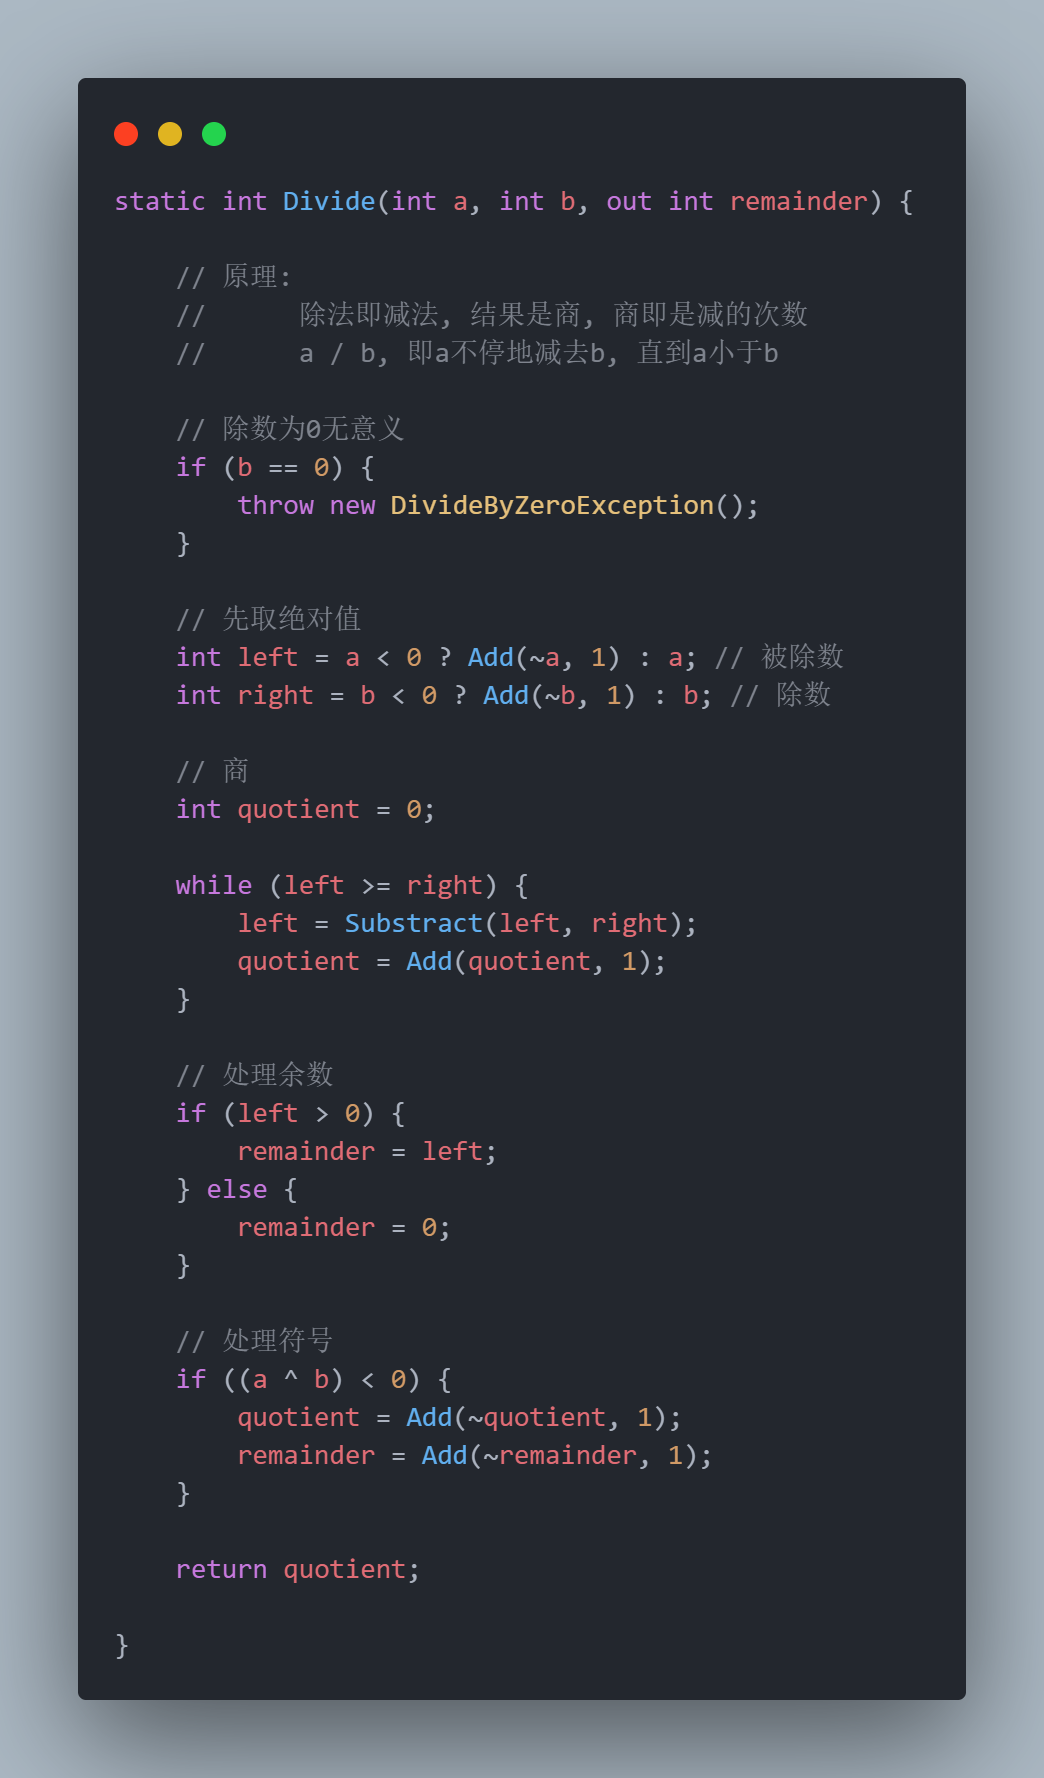 static int Divide(int a, int b, out int remainder) {
    // 原理:
    //      除法即减法, 结果是商, 商即是减的次数
    //      a / b, 即a不停地减去b, 直到a小于b
    // 除数为0无意义
    if (b == 0) {
        throw new DivideByZeroException();
    }
    // 先取绝对值
    int left = a < 0 ? Add(~a, 1) : a; // 被除数
    int right = b < 0 ? Add(~b, 1) : b; // 除数
    // 商
    int quotient = 0;
    while (left >= right) {
        left = Substract(left, right);
        quotient = Add(quotient, 1);
    }
    // 处理余数
    if (left > 0) {
        remainder = left;
    } else {
        remainder = 0;
    }
    // 处理符号
    if ((a ^ b) < 0) {
        quotient = Add(~quotient, 1);
        remainder = Add(~remainder, 1);
    }
    return quotient;
}